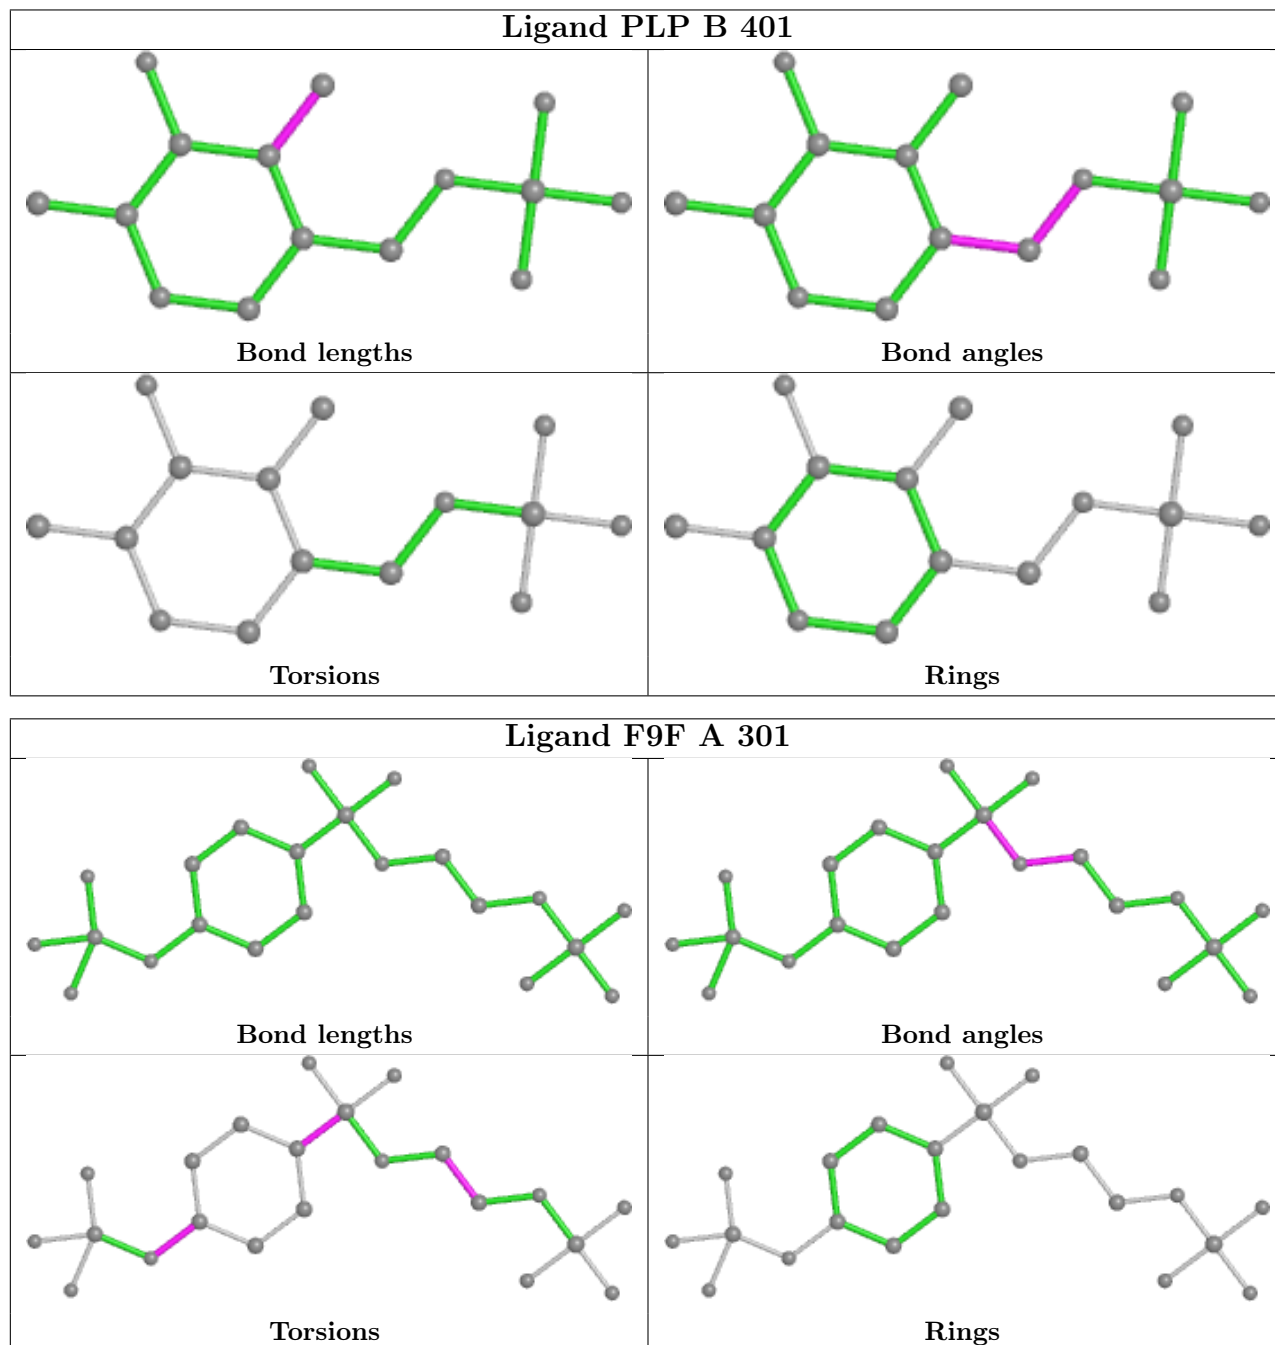 Ligand PLP B 401
Bond lengths
Bond angles
Torsions
Rings
Ligand F9F A 301
Bond lengths
Bond angles
Torsions
Rings